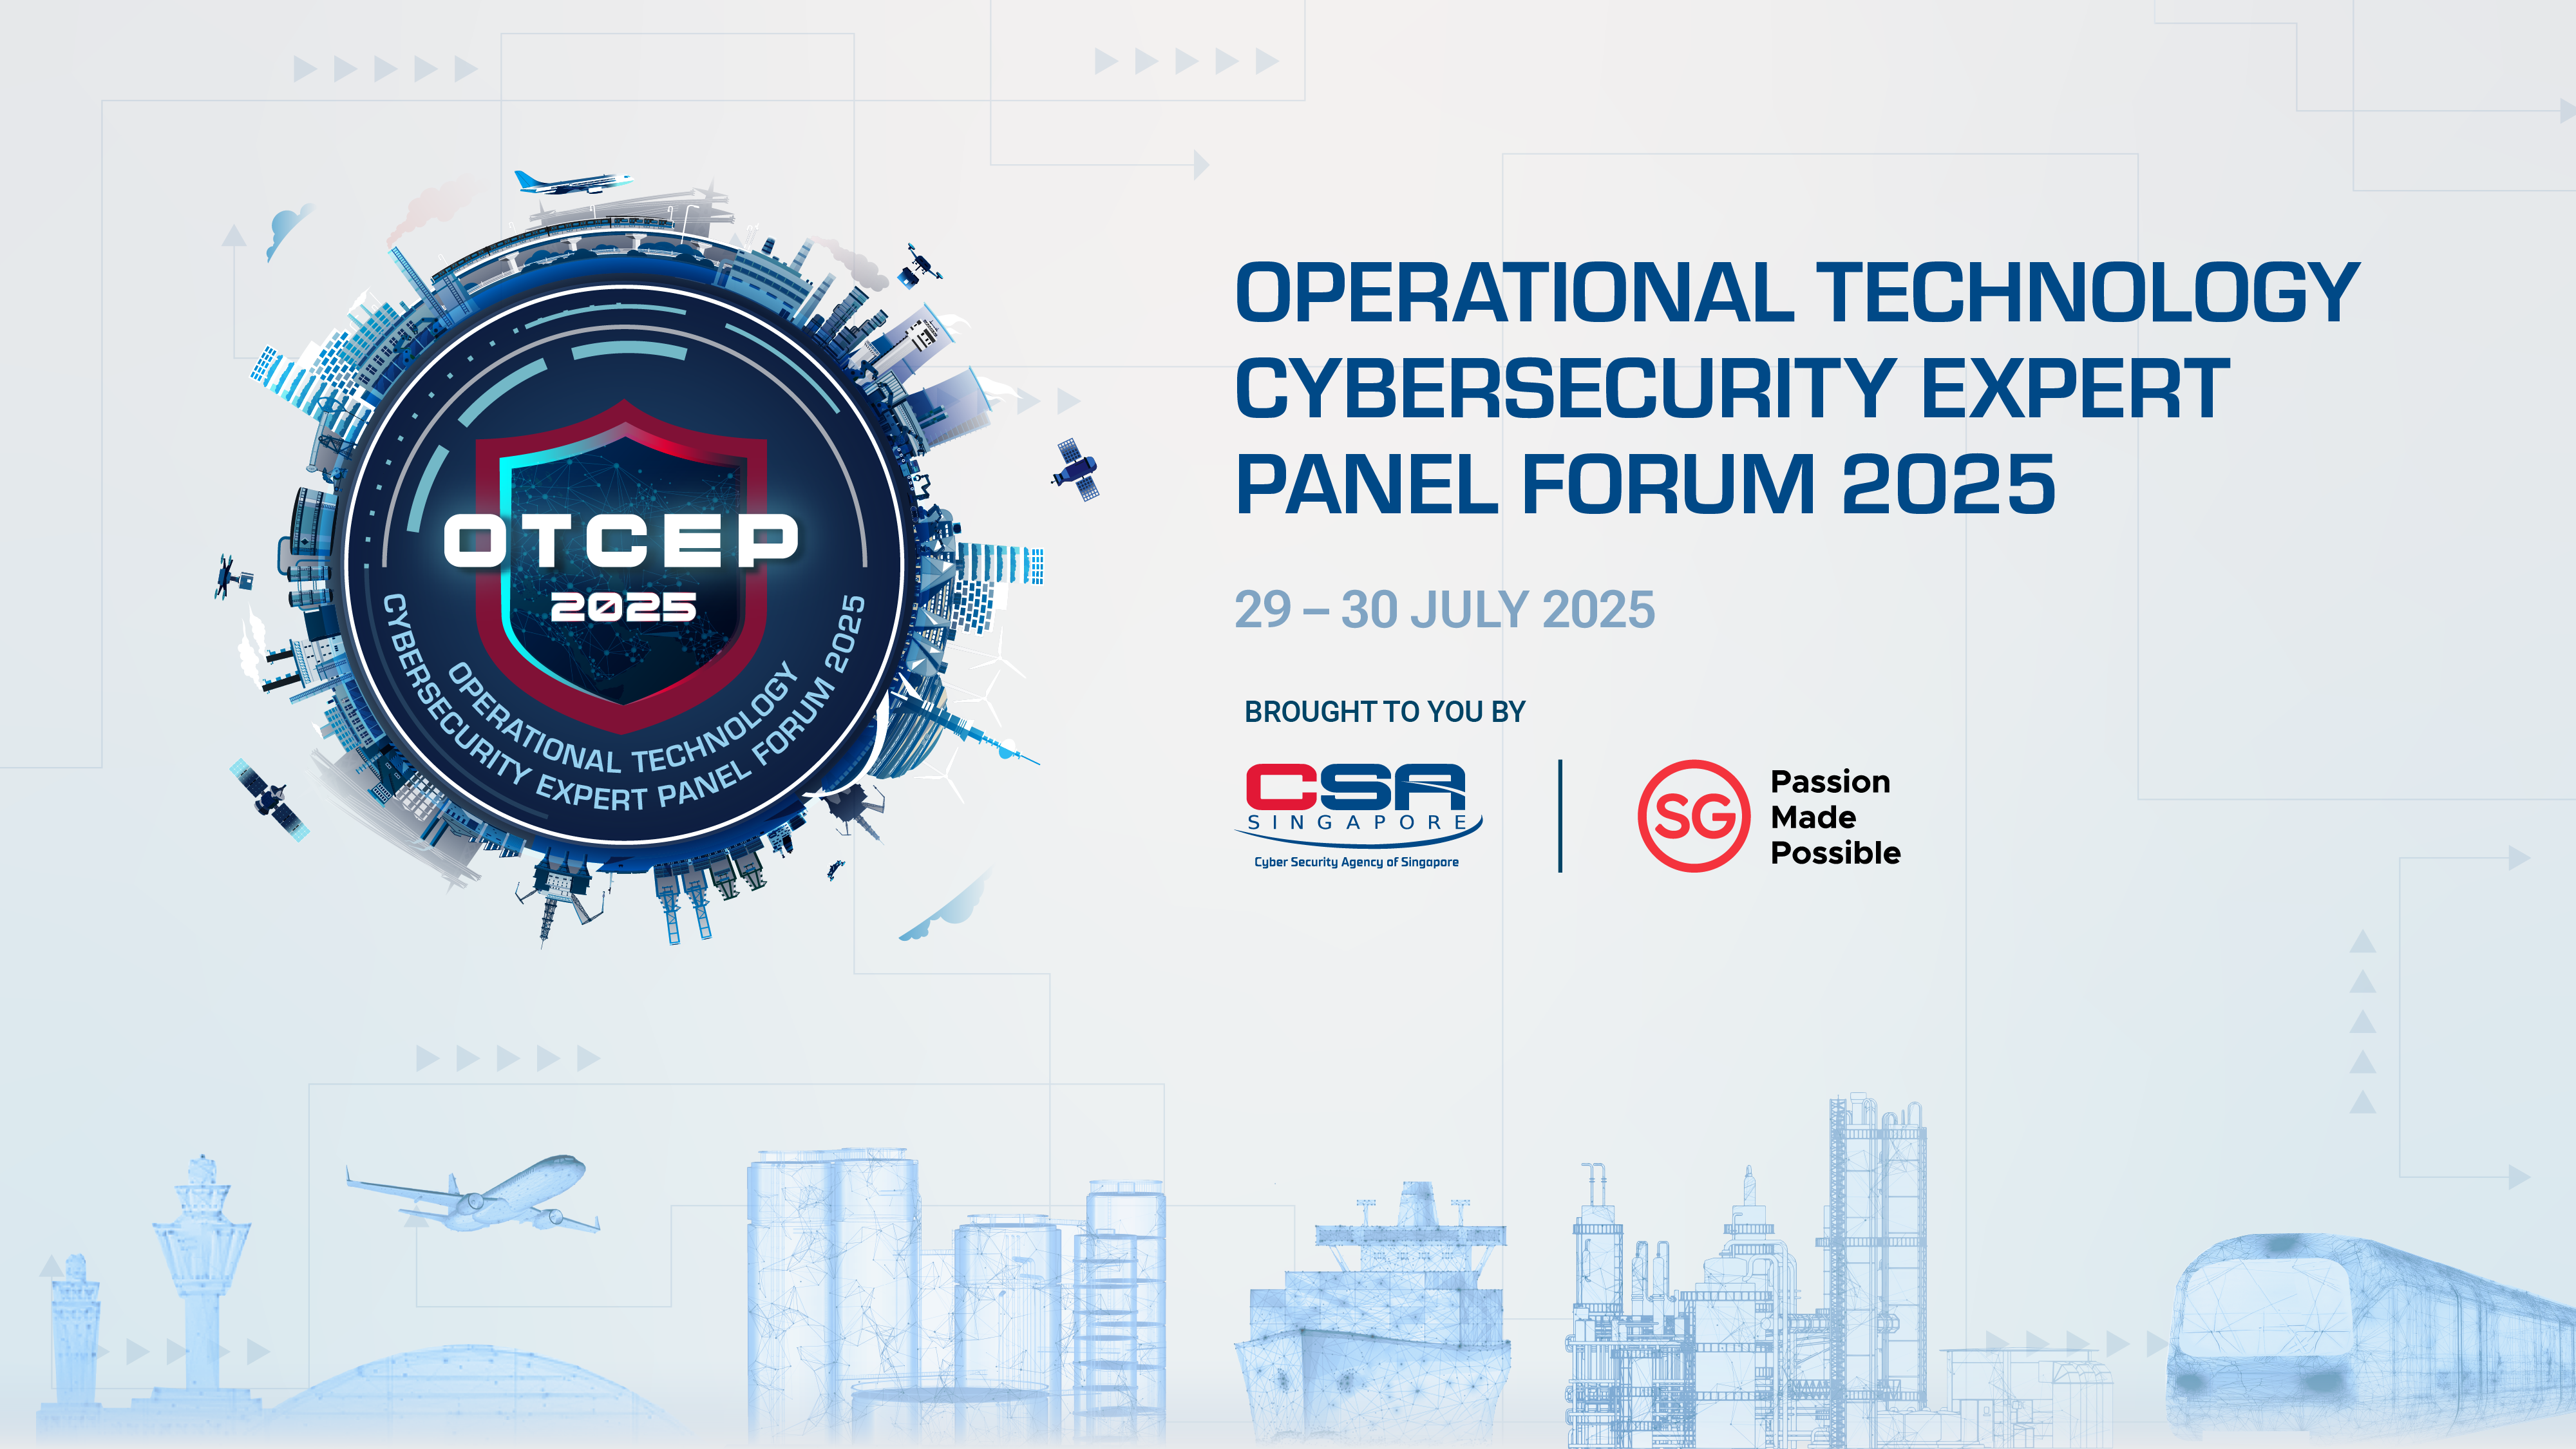 OTCEP
2025
OPERATIONAL TECHNOLOGY
CYBERSECURITY EXPERT PANEL FORUM 2025
OPERATIONAL TECHNOLOGY
CYBERSECURITY EXPERT
PANEL FORUM 2025
29 – 30 JULY 2025
BROUGHT TO YOU BY
CSA
SINGAPORE
Cyber Security Agency of Singapore
SG
Passion
Made
Possible